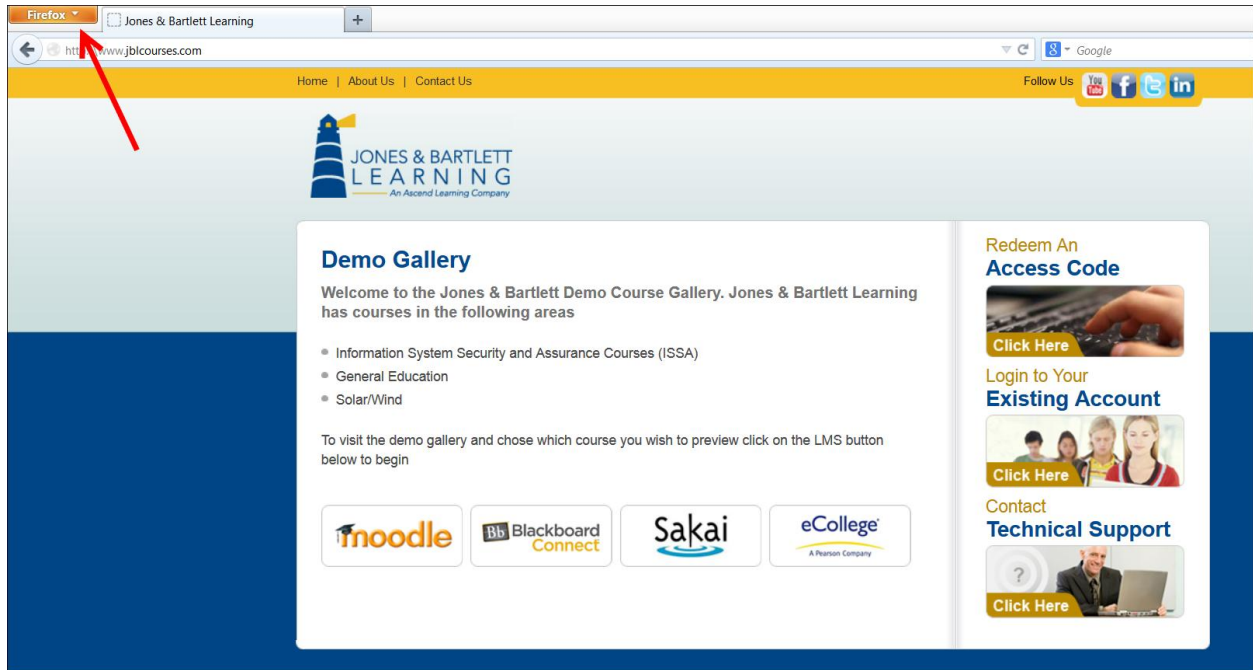 Firefox
Jones & Bartlett Learning
www.jblcourses.com
Google
Home | About Us | Contact Us
Follow Us
You Tube
f
t
in
JONES & BARTLETT
LEARNING
An Ascend Learning Company
Demo Gallery
Welcome to the Jones & Bartlett Demo Course Gallery. Jones & Bartlett Learning
has courses in the following areas
Information System Security and Assurance Courses (ISSA)
General Education
Solar/Wind
To visit the demo gallery and chose which course you wish to preview click on the LMS button
below to begin
moodle
Bb Blackboard
Connect
Sakai
eCollege
A Pearson Company
Redeem An
Access Code
Click Here
Login to Your
Existing Account
Click Here
Contact
Technical Support
?
Click Here